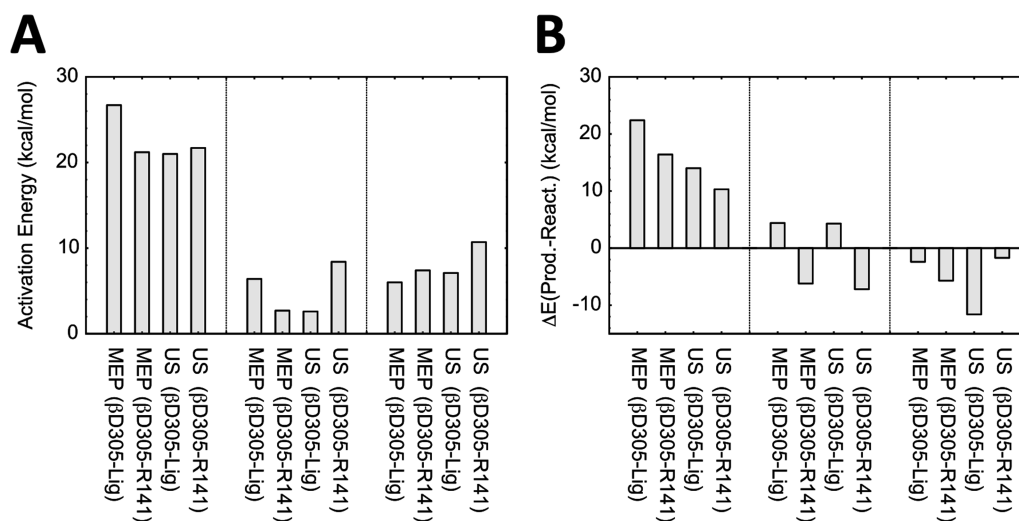 A
Activation Energy (kcal/mol)
30
20
10
0
MEP (βD305-Lig)
MEP (βD305-R141)
US (βD305-Lig)
US (βD305-R141)
MEP (βD305-Lig)
MEP (βD305-R141)
US (βD305-Lig)
US (βD305-R141)
MEP (βD305-Lig)
MEP (βD305-R141)
US (βD305-Lig)
US (βD305-R141)
B
ΔE(Prod.-React.) (kcal/mol)
30
20
10
0
-10
MEP (βD305-Lig)
MEP (βD305-R141)
US (βD305-Lig)
US (βD305-R141)
MEP (βD305-Lig)
MEP (βD305-R141)
US (βD305-Lig)
US (βD305-R141)
MEP (βD305-Lig)
MEP (βD305-R141)
US (βD305-Lig)
US (βD305-R141)